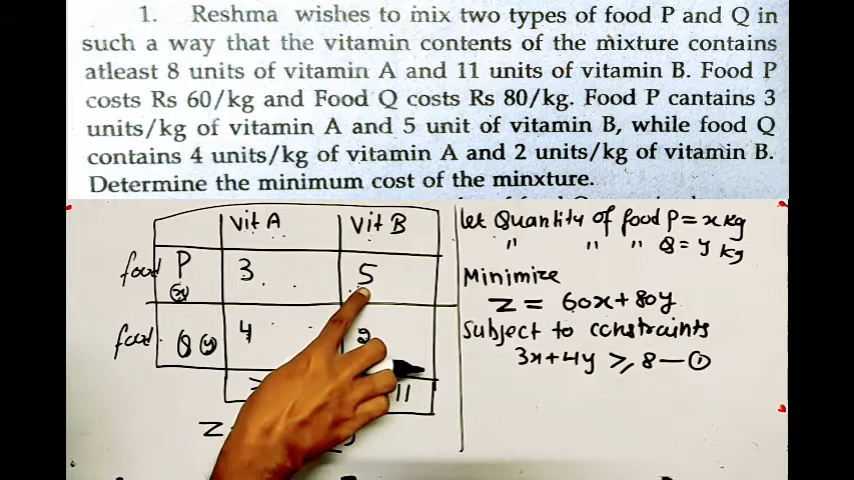 1. Reshma wishes to mix two types of food P and Q in
such a way that the vitamin contents of the mixture contains
atleast 8 units of vitamin A and 11 units of vitamin B. Food P
costs Rs 60/kg and Food Q costs Rs 80/kg. Food P cantains 3
units/kg of vitamin A and 5 unit of vitamin B, while food Q
contains 4 units/kg of vitamin A and 2 units/kg of vitamin B.
Determine the minimum cost of the minxture.
Vit A Vit B
food P 3 5
(x)
food Q (y) 4 2
11
Z
let Quantity of food P = x kg
" " " Q = y kg
Minimize
Z = 60x + 80y
Subject to constraints
3x + 4y ≥ 8 — ①